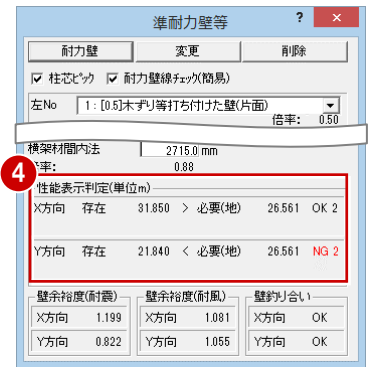 準耐力壁等 ? ×
耐力壁 変更 削除
柱芯ﾋﾟｯｸ 耐力壁線ﾁｪｯｸ(簡易)
左No 1 : [0.5]木ずり等打ち付けた壁(片面)
倍率: 0.50
横架材間内法 2715.0 mm
率: 0.88
4
性能表示判定(単位m)
X方向 存在 31.850 > 必要(地) 26.561 OK 2
Y方向 存在 21.840 < 必要(地) 26.561 NG 2
壁余裕度(耐震) 壁余裕度(耐風) 壁釣り合い
X方向 1.199 X方向 1.081 X方向 OK
Y方向 0.822 Y方向 1.055 Y方向 OK